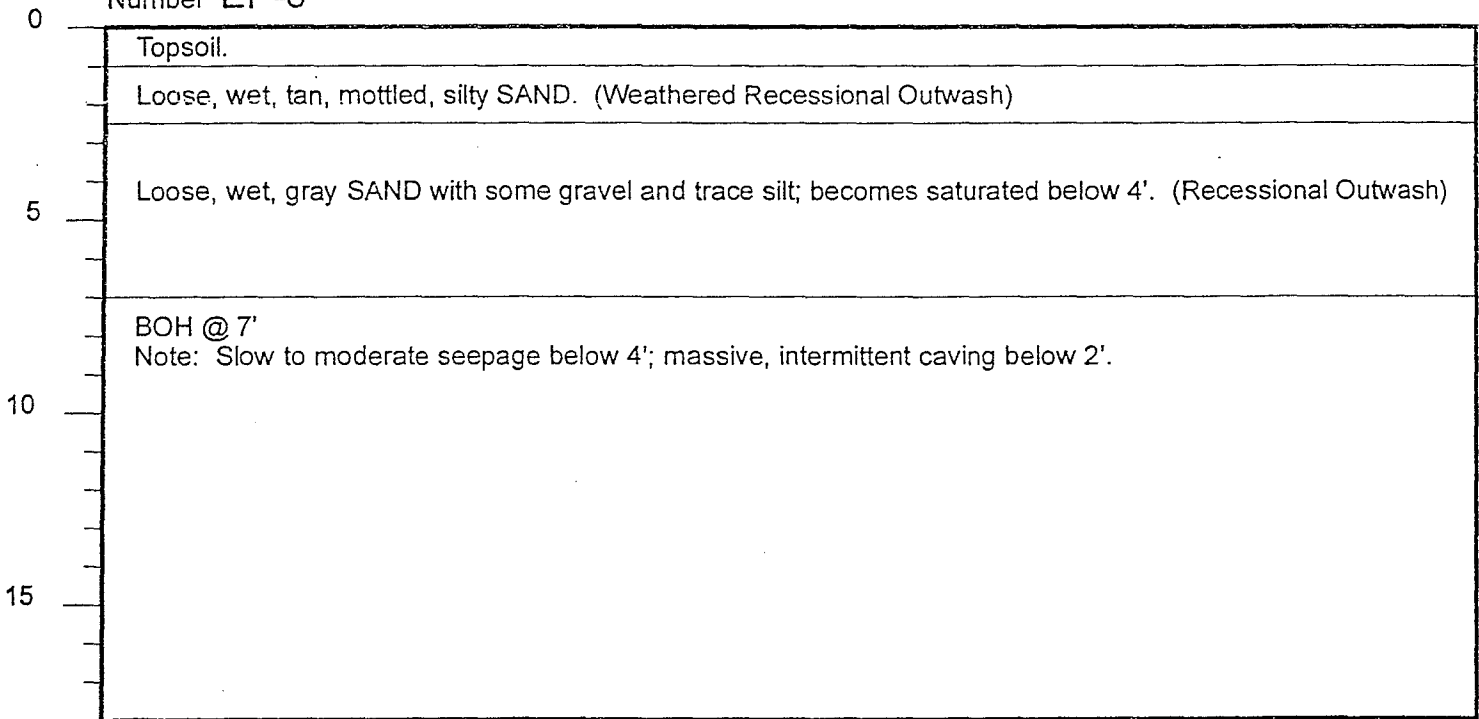 Number
0
Topsoil.
Loose, wet, tan, mottled, silty SAND. (Weathered Recessional Outwash)
Loose, wet, gray SAND with some gravel and trace silt; becomes saturated below 4'. (Recessional Outwash)
5
BOH @ 7'
Note: Slow to moderate seepage below 4'; massive, intermittent caving below 2'.
10
15